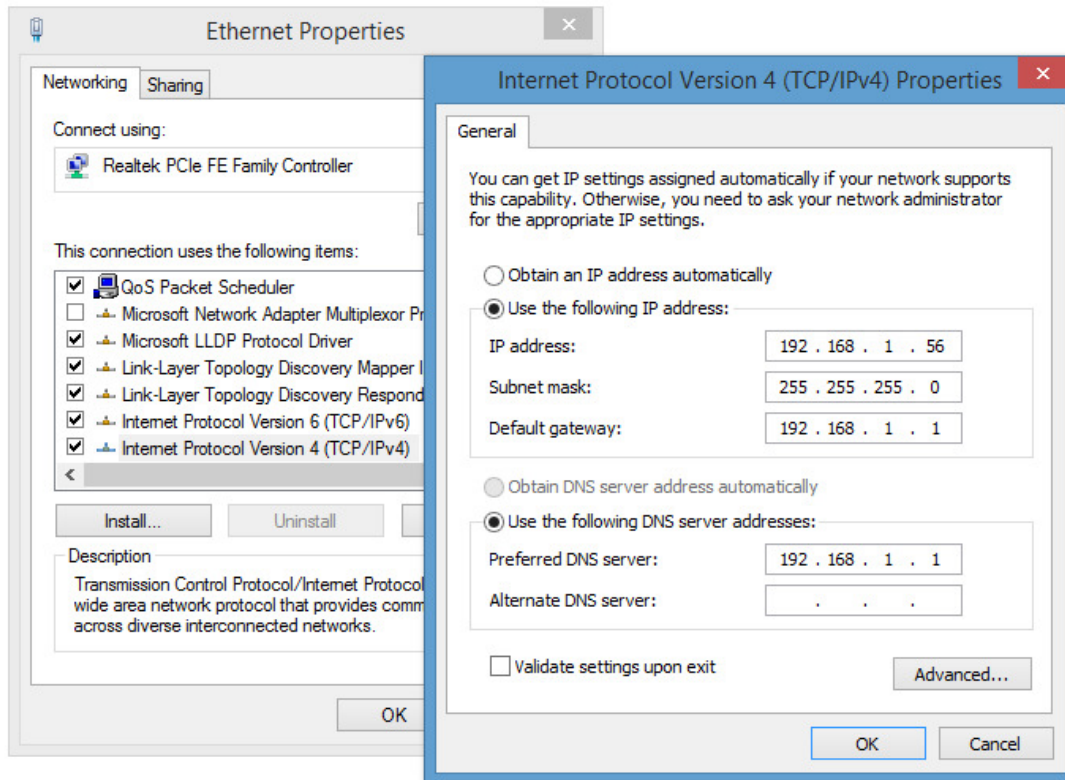 Ethernet Properties
Networking
Sharing
Connect using:
Realtek PCIe FE Family Controller
This connection uses the following items:
QoS Packet Scheduler
Microsoft Network Adapter Multiplexor Pr
Microsoft LLDP Protocol Driver
Link-Layer Topology Discovery Mapper I
Link-Layer Topology Discovery Respond
Internet Protocol Version 6 (TCP/IPv6)
Internet Protocol Version 4 (TCP/IPv4)
Install...
Uninstall
Description
Transmission Control Protocol/Internet Protocol
wide area network protocol that provides comm
across diverse interconnected networks.
OK
Internet Protocol Version 4 (TCP/IPv4) Properties
General
You can get IP settings assigned automatically if your network supports
this capability. Otherwise, you need to ask your network administrator
for the appropriate IP settings.
Obtain an IP address automatically
Use the following IP address:
IP address: 192 . 168 . 1 . 56
Subnet mask: 255 . 255 . 255 . 0
Default gateway: 192 . 168 . 1 . 1
Obtain DNS server address automatically
Use the following DNS server addresses:
Preferred DNS server: 192 . 168 . 1 . 1
Alternate DNS server: . . .
Validate settings upon exit
Advanced...
OK
Cancel